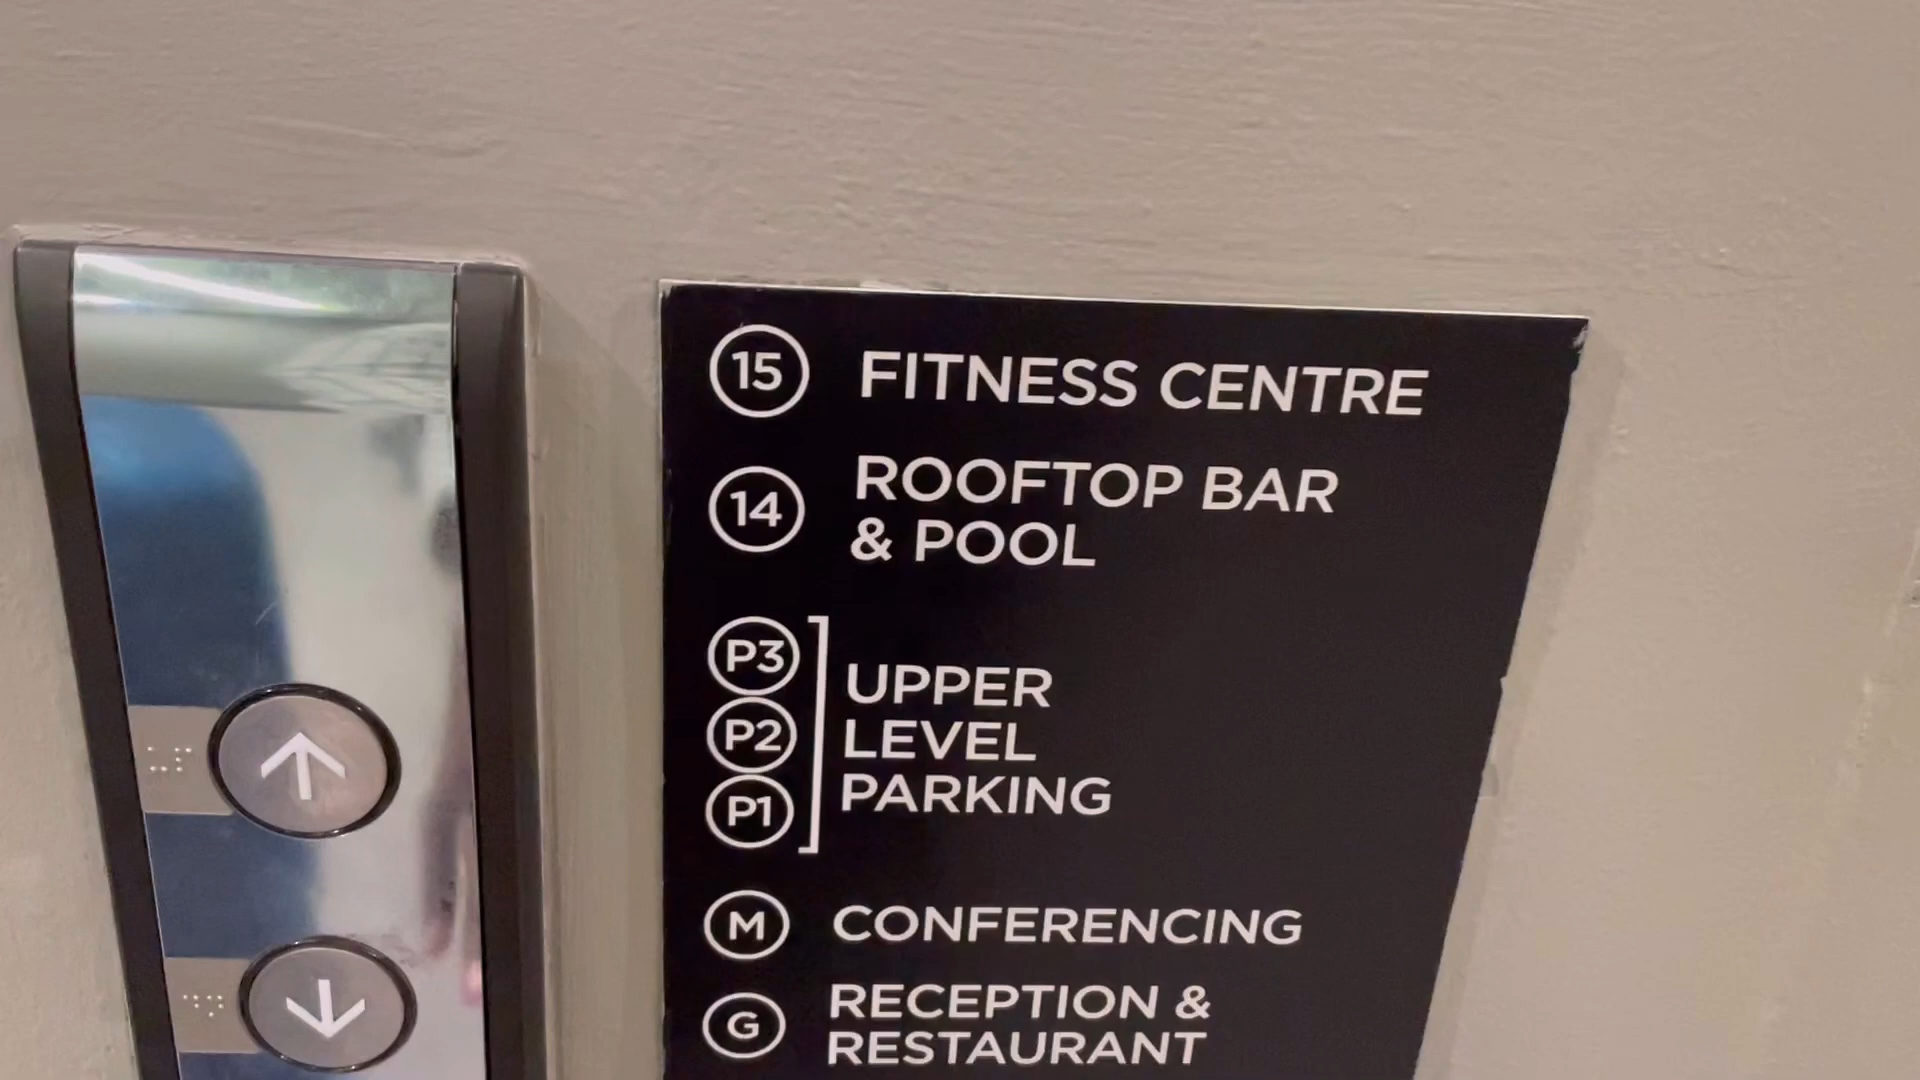 15 FITNESS CENTRE
14 ROOFTOP BAR
& POOL
P3
P2
P1
UPPER
LEVEL
PARKING
M CONFERENCING
G RECEPTION &
RESTAURANT